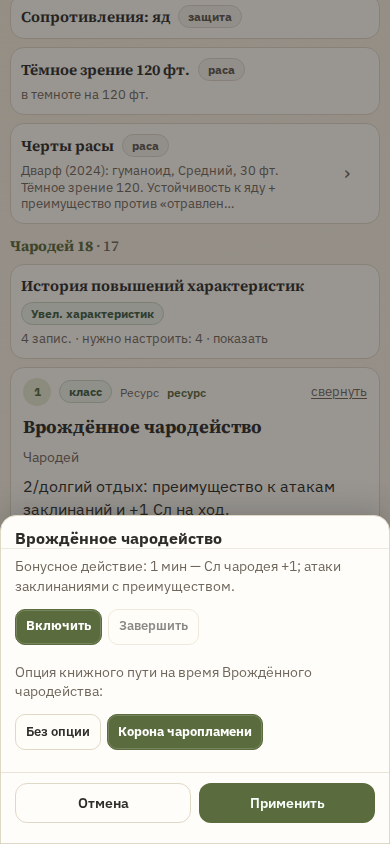 Сопротивления: яд защита
Тёмное зрение 120 фт. раса
в темноте на 120 фт.
Черты расы раса
Дварф (2024): гуманоид, Средний, 30 фт.
Тёмное зрение 120. Устойчивость к яду +
преимущество против «отравлен...
›
Чародей 18 · 17
История повышений характеристик
Увел. характеристик
4 запис. · нужно настроить: 4 · показать
1 класс Ресурс ресурс свернуть
Врождённое чародейство
Чародей
2/долгий отдых: преимущество к атакам
заклинаний и +1 Сл на ход.
Врождённое чародейство
Бонусное действие: 1 мин — Сл чародея +1; атаки
заклинаниями с преимуществом.
Включить Завершить
Опция книжного пути на время Врождённого
чародейства:
Без опции Корона чаропламени
Отмена Применить